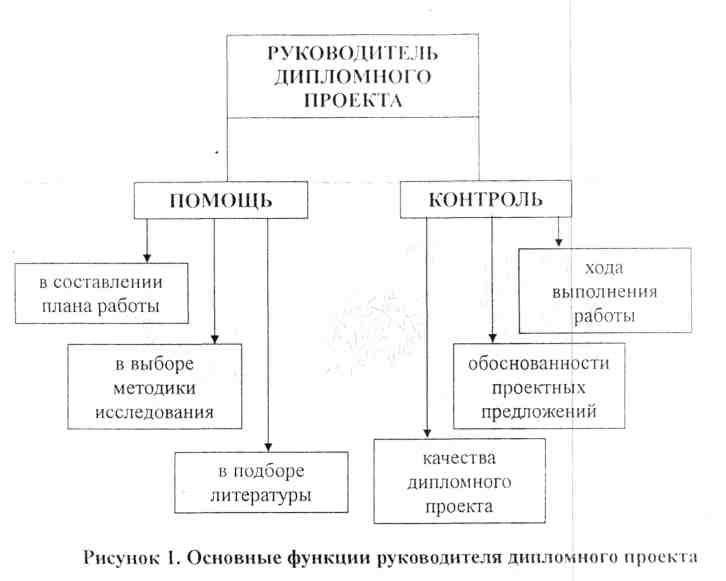 РУКОВОДИТЕЛЬ
ДИПЛОМНОГО
ПРОЕКТА
ПОМОЩЬ
КОНТРОЛЬ
в составлении
плана работы
хода
выполнения
работы
в выборе
методики
исследования
обоснованности
проектных
предложений
в подборе
литературы
качества
дипломного
проекта
Рисунок 1. Основные функции руководителя дипломного проекта